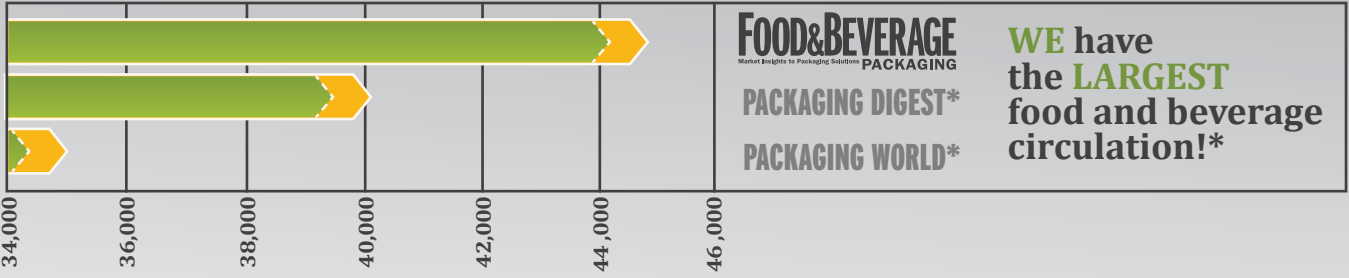 FOOD&BEVERAGE
Market Insights to Packaging Solutions PACKAGING
PACKAGING DIGEST*
PACKAGING WORLD*
WE have
the LARGEST
food and beverage
circulation!*
34,000
36,000
38,000
40,000
42,000
44 ,000
46 ,000